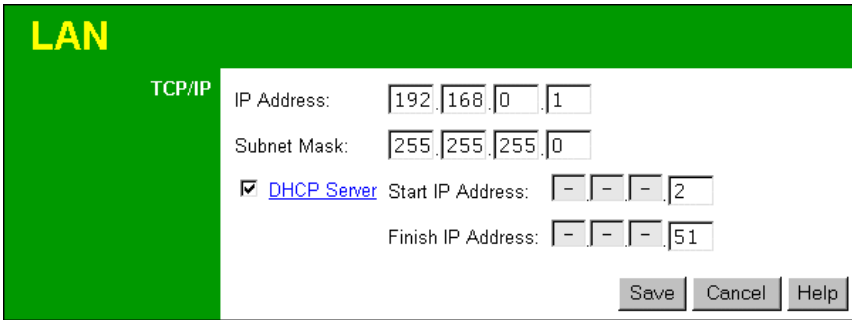 LAN
TCP/IP
IP Address: 192.168.0.1
Subnet Mask: 255.255.255.0
DHCP Server Start IP Address: -.-.-.2
Finish IP Address: -.-.-.51
Save Cancel Help